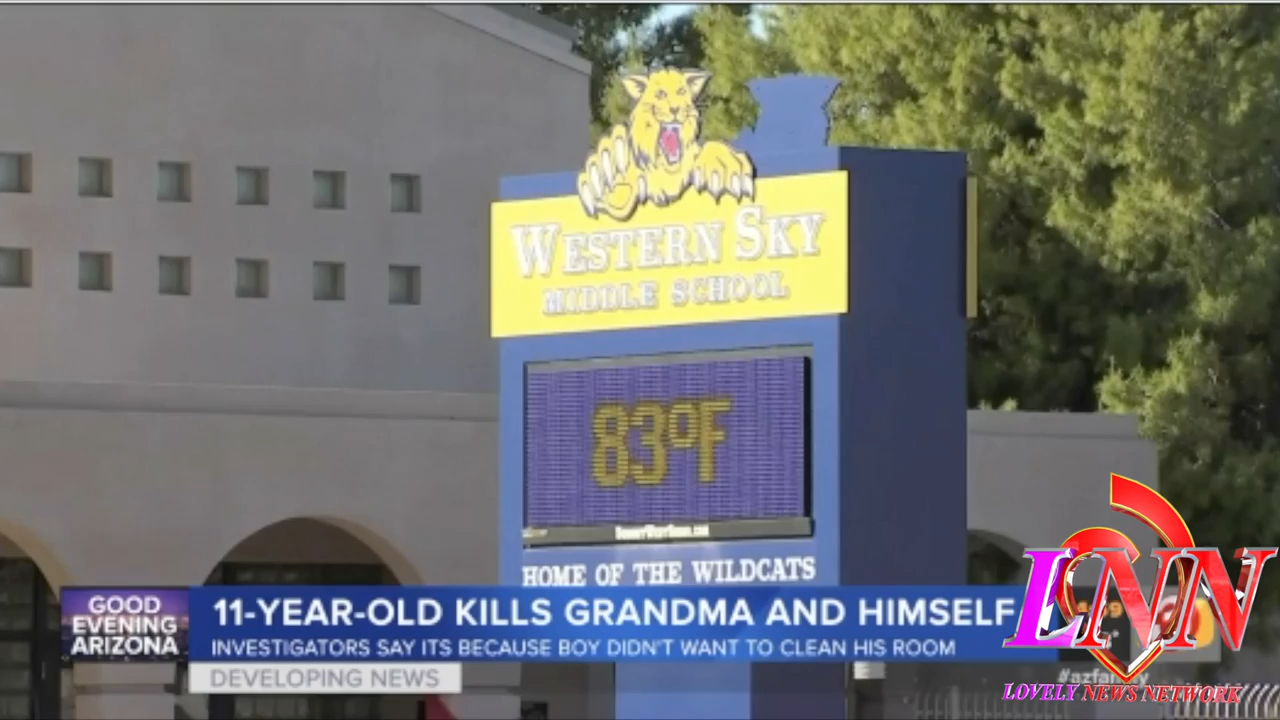 WESTERN SKY
MIDDLE SCHOOL
83°F
HOME OF THE WILDCATS
GOOD
EVENING
ARIZONA
11-YEAR-OLD KILLS GRANDMA AND HIMSELF
INVESTIGATORS SAY ITS BECAUSE BOY DIDN'T WANT TO CLEAN HIS ROOM
DEVELOPING NEWS
LNN
LOVELY NEWS NETWORK